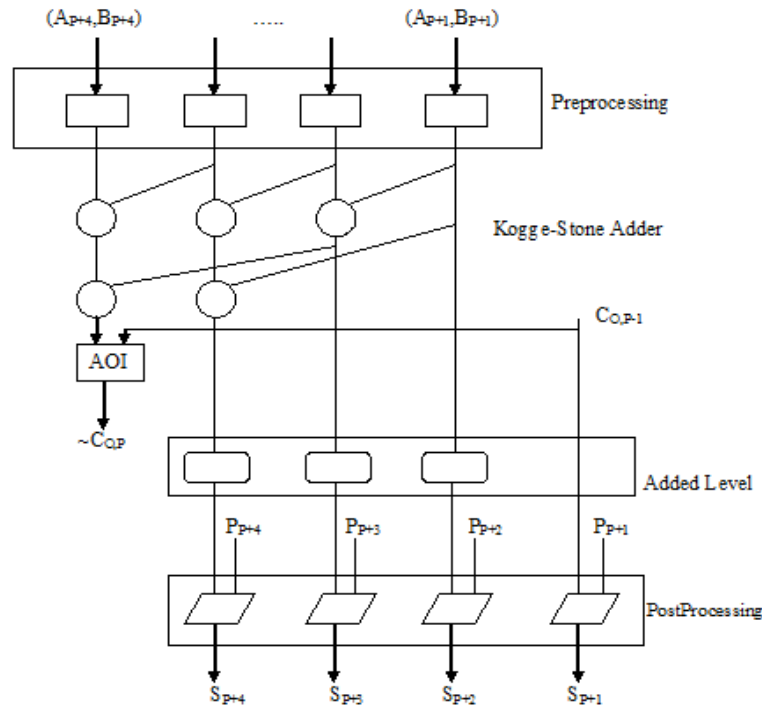 (AP+4,BP+4) ..... (AP+1,BP+1)
Preprocessing
Kogge-Stone Adder
CO,P-1
AOI
~CO,P
Added Level
PP+4 PP+3 PP+2 PP+1
PostProcessing
SP+4 SP+3 SP+2 SP+1